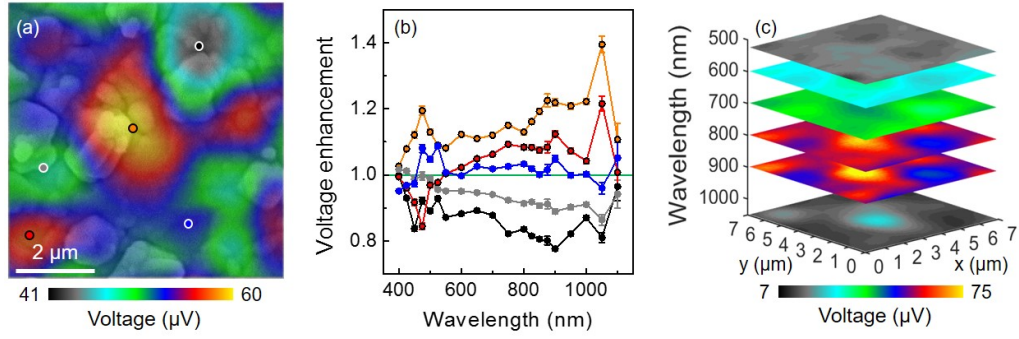 (a)
2 μm
41
60
Voltage (μV)
(b)
Voltage enhancement
1.4
1.2
1.0
0.8
400
600
800
1000
Wavelength (nm)
(c)
Wavelength (nm)
500
600
700
800
900
1000
7 6 5 4 3 2 1 0
y (μm)
0 1 2 3 4 5 6 7
x (μm)
7
75
Voltage (μV)